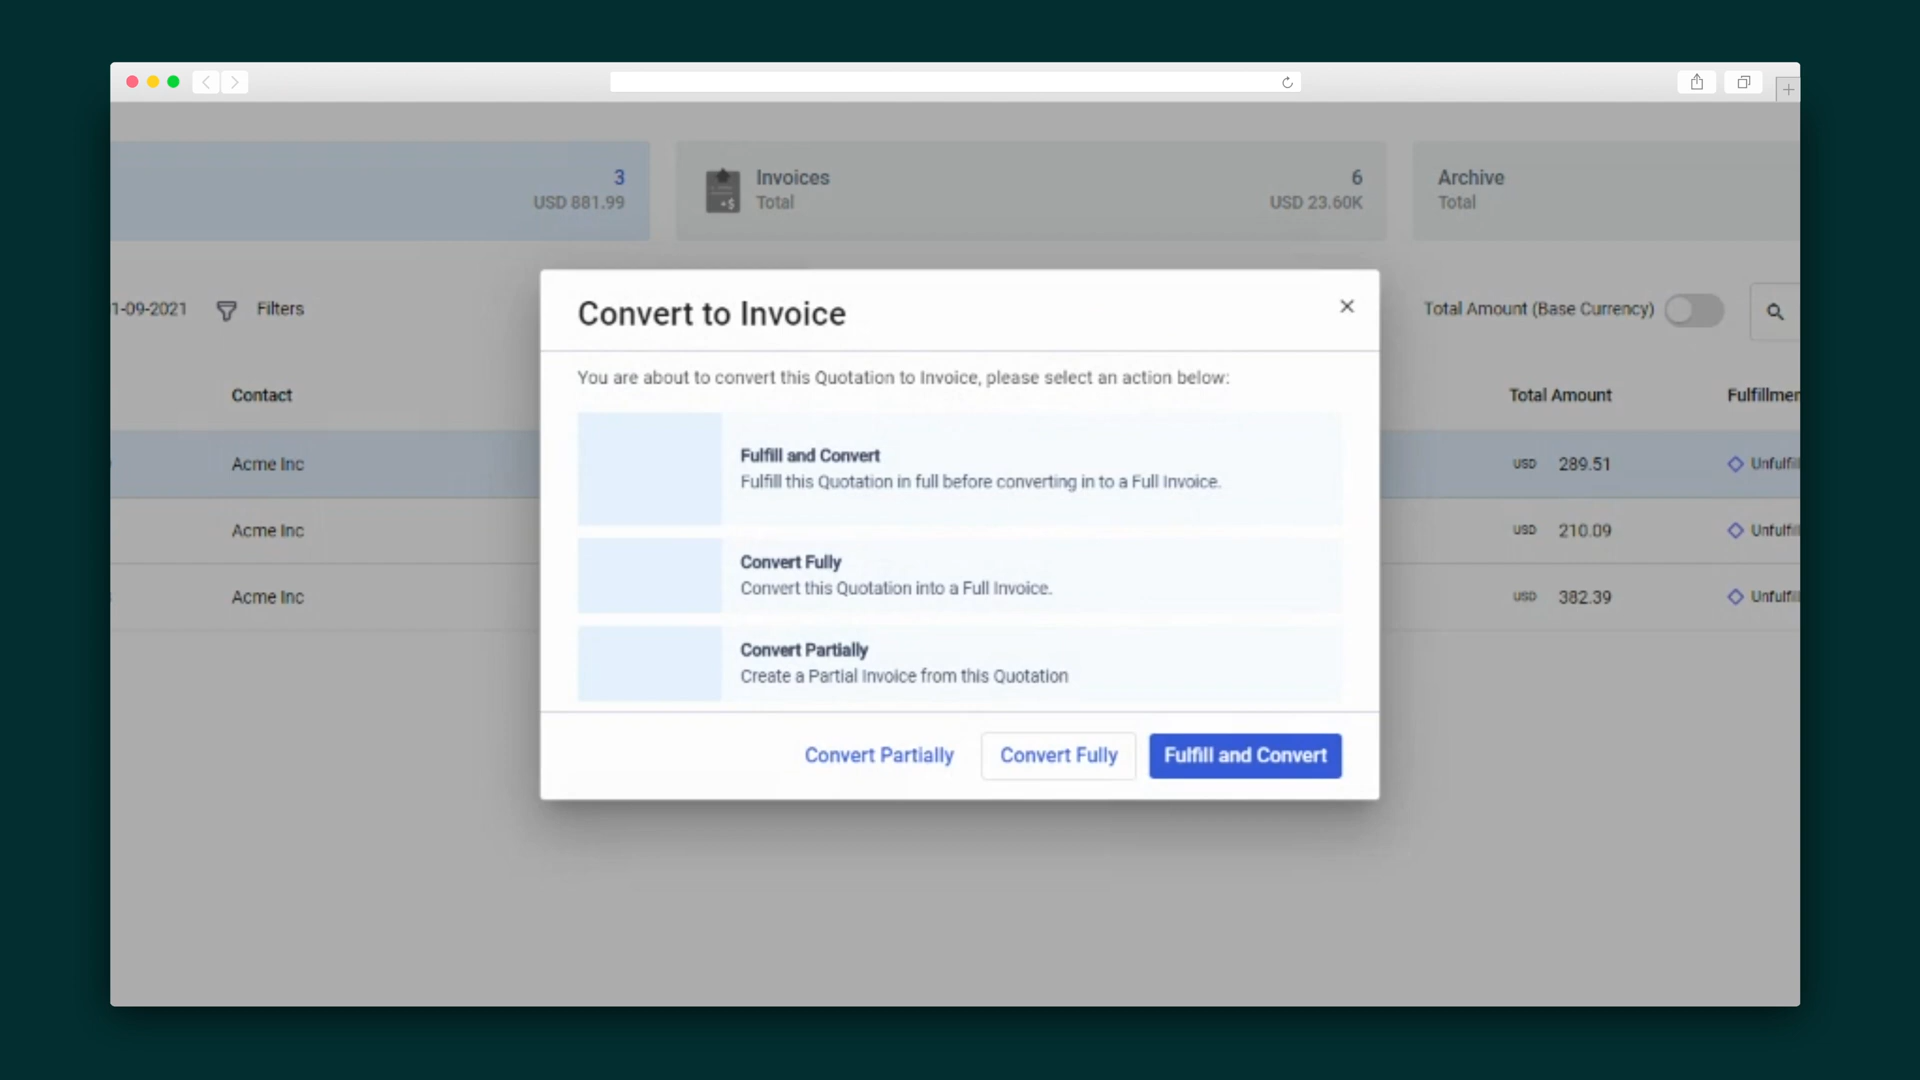 3
USD 881.99
Invoices
Total
6
USD 23.60K
Archive
Total
1-09-2021
Filters
Total Amount (Base Currency)
Contact
Total Amount
Fulfillmen
Acme Inc
USD 289.51
Unfulfil
Acme Inc
USD 210.09
Unfulfil
Acme Inc
USD 382.39
Unfulfil
Convert to Invoice
You are about to convert this Quotation to Invoice, please select an action below:
Fulfill and Convert
Fulfill this Quotation in full before converting in to a Full Invoice.
Convert Fully
Convert this Quotation into a Full Invoice.
Convert Partially
Create a Partial Invoice from this Quotation
Convert Partially
Convert Fully
Fulfill and Convert